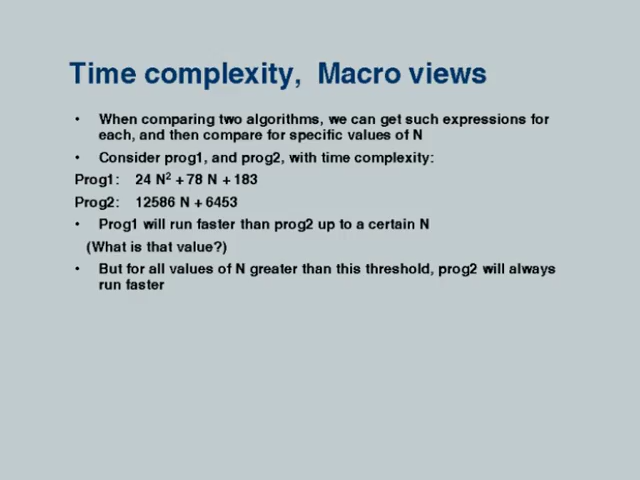 Time complexity, Macro views
• When comparing two algorithms, we can get such expressions for
each, and then compare for specific values of N
• Consider prog1, and prog2, with time complexity:
Prog1: 24 N² + 78 N + 183
Prog2: 12586 N + 6453
• Prog1 will run faster than prog2 up to a certain N
(What is that value?)
• But for all values of N greater than this threshold, prog2 will always
run faster